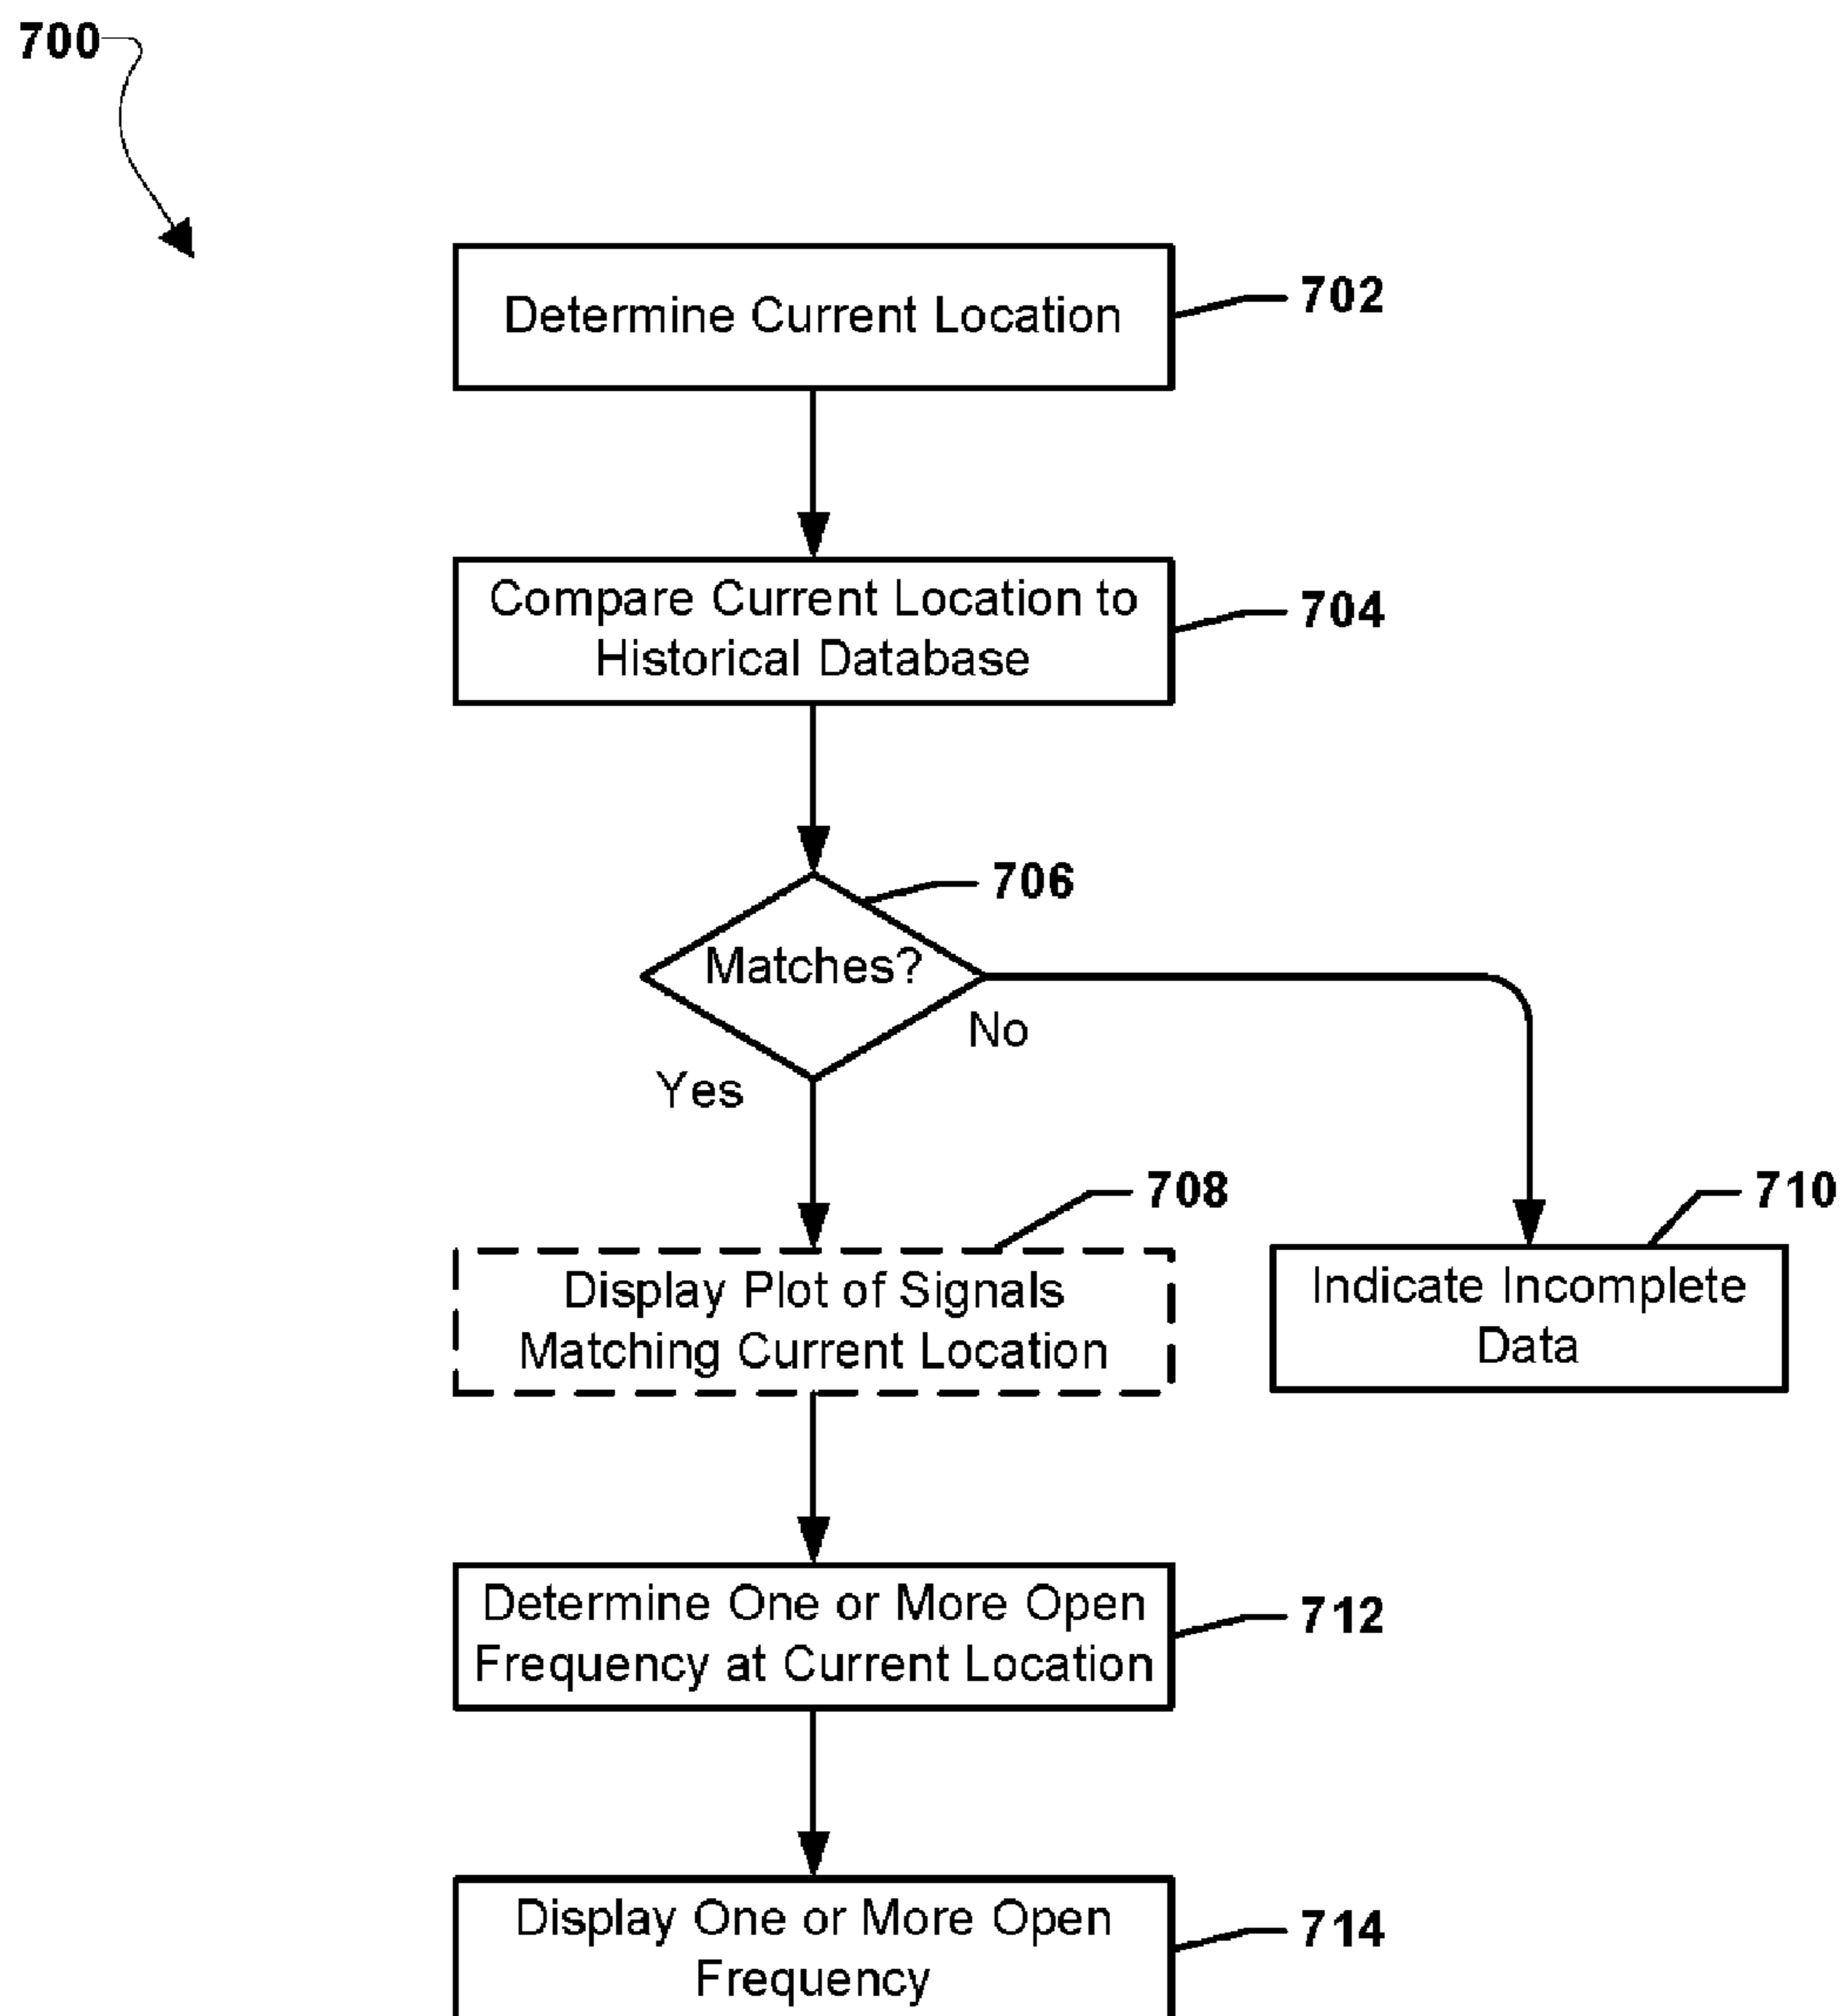 700
Determine Current Location
702
Compare Current Location to
Historical Database
704
706
Matches?
No
Yes
708
710
Display Plot of Signals
Matching Current Location
Indicate Incomplete
Data
Determine One or More Open
Frequency at Current Location
712
Display One or More Open
Frequency
714